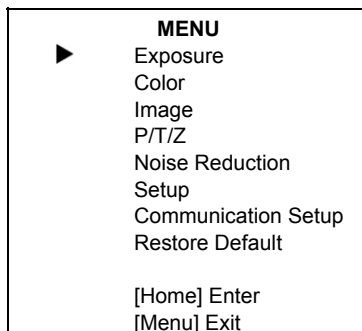 MENU
Exposure
Color
Image
P/T/Z
Noise Reduction
Setup
Communication Setup
Restore Default
[Home] Enter
[Menu] Exit